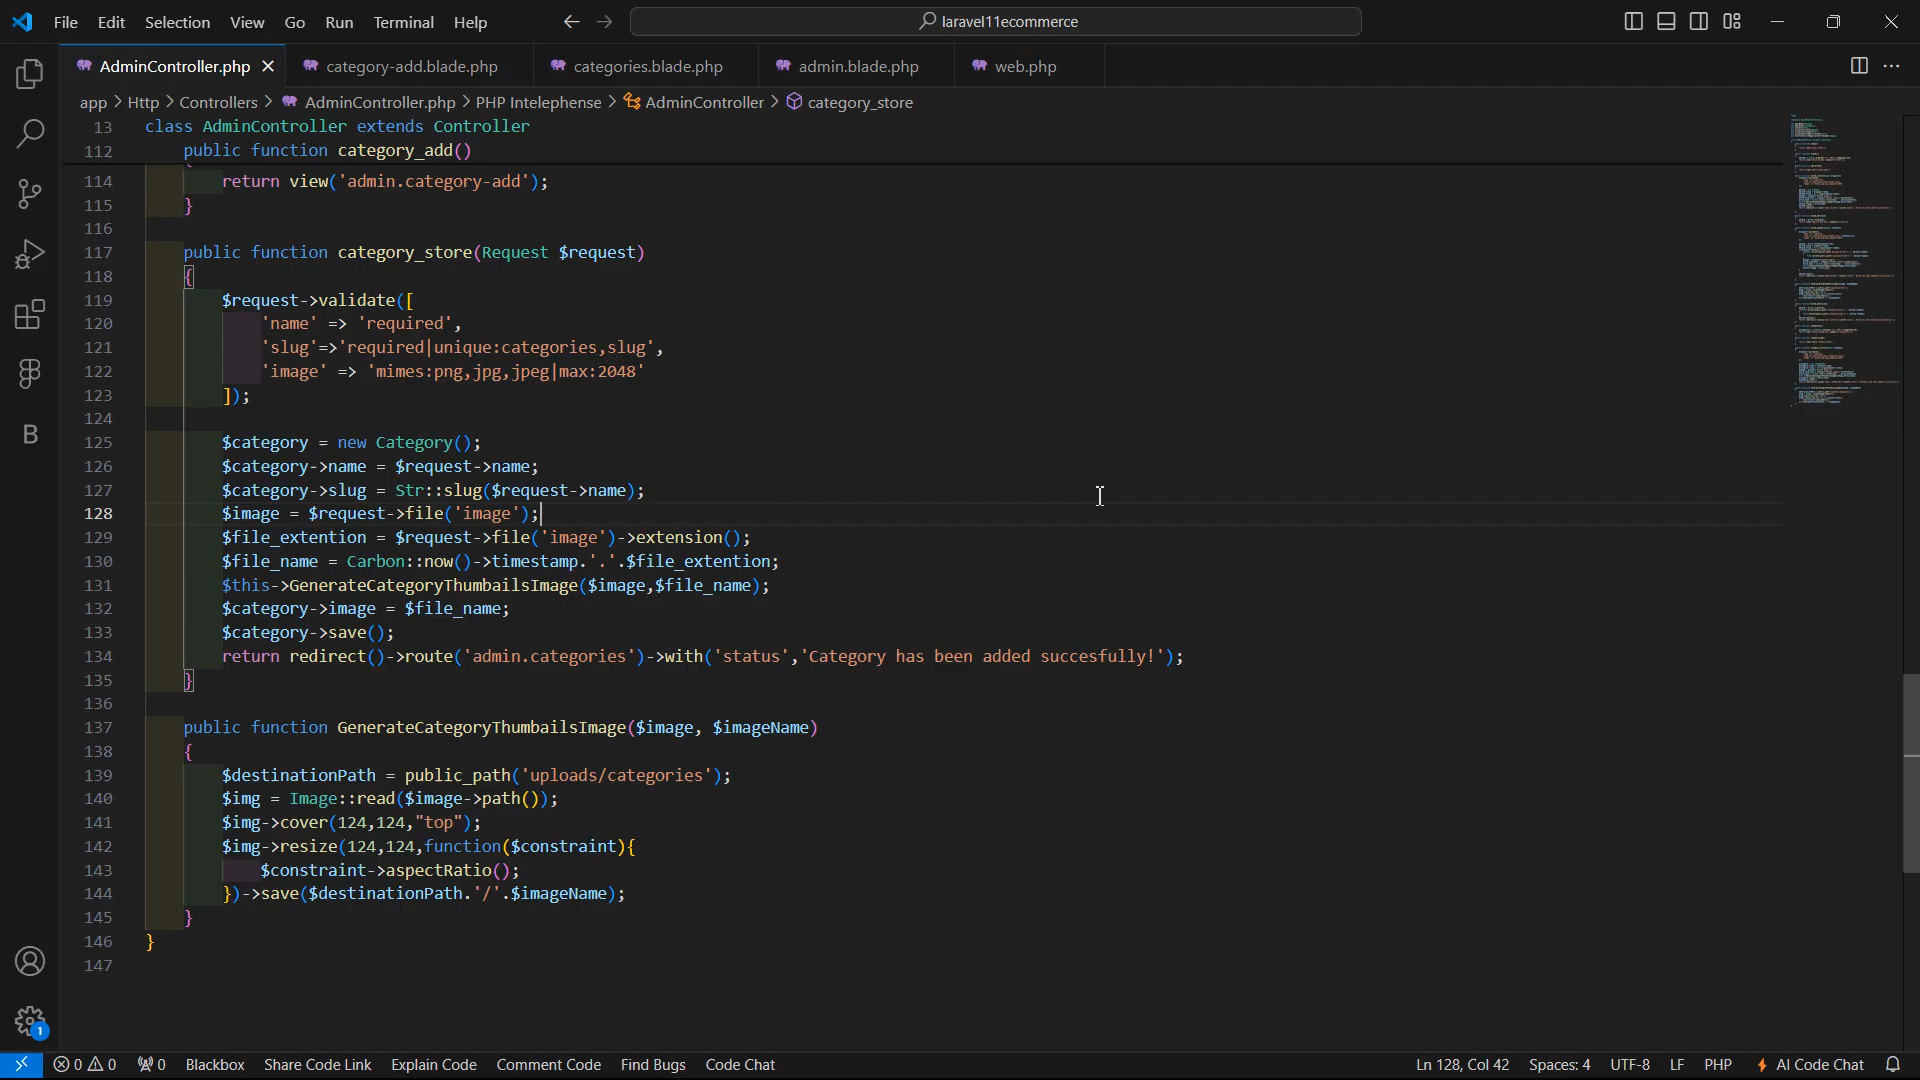 File Edit Selection View Go Run Terminal Help
laravel11ecommerce
AdminController.php
category-add.blade.php
categories.blade.php
admin.blade.php
web.php
app > Http > Controllers > AdminController.php > PHP Intelephense > AdminController > category_store
13 class AdminController extends Controller
112 public function category_add()
114 return view('admin.category-add');
115 }
116
117 public function category_store(Request $request)
118 {
119 $request->validate([
120 'name' => 'required',
121 'slug'=>'required|unique:categories,slug',
122 'image' => 'mimes:png,jpg,jpeg|max:2048'
123 ]);
124
125 $category = new Category();
126 $category->name = $request->name;
127 $category->slug = Str::slug($request->name);
128 $image = $request->file('image');
129 $file_extention = $request->file('image')->extension();
130 $file_name = Carbon::now()->timestamp.'.'.$file_extention;
131 $this->GenerateCategoryThumbailsImage($image,$file_name);
132 $category->image = $file_name;
133 $category->save();
134 return redirect()->route('admin.categories')->with('status','Category has been added succesfully!');
135 }
136
137 public function GenerateCategoryThumbailsImage($image, $imageName)
138 {
139 $destinationPath = public_path('uploads/categories');
140 $img = Image::read($image->path());
141 $img->cover(124,124,"top");
142 $img->resize(124,124,function($constraint){
143 $constraint->aspectRatio();
144 })->save($destinationPath.'/'.$imageName);
145 }
146 }
147
B
1
0 0 0 Blackbox Share Code Link Explain Code Comment Code Find Bugs Code Chat Ln 128, Col 42 Spaces: 4 UTF-8 LF PHP AI Code Chat